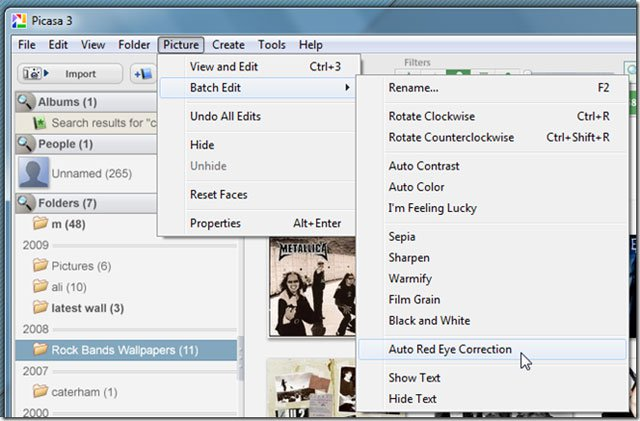 Picasa 3
File Edit View Folder Picture Create Tools Help
Import
Filters
View and Edit Ctrl+3
Batch Edit
Undo All Edits
Hide
Unhide
Reset Faces
Properties Alt+Enter
Rename... F2
Rotate Clockwise Ctrl+R
Rotate Counterclockwise Ctrl+Shift+R
Auto Contrast
Auto Color
I'm Feeling Lucky
Sepia
Sharpen
Warmify
Film Grain
Black and White
Auto Red Eye Correction
Show Text
Hide Text
Albums (1)
Search results for "c
People (1)
Unnamed (265)
Folders (7)
m (48)
2009
Pictures (6)
ali (10)
latest wall (3)
2008
Rock Bands Wallpapers (11)
2007
caterham (1)
2000
METALLICA